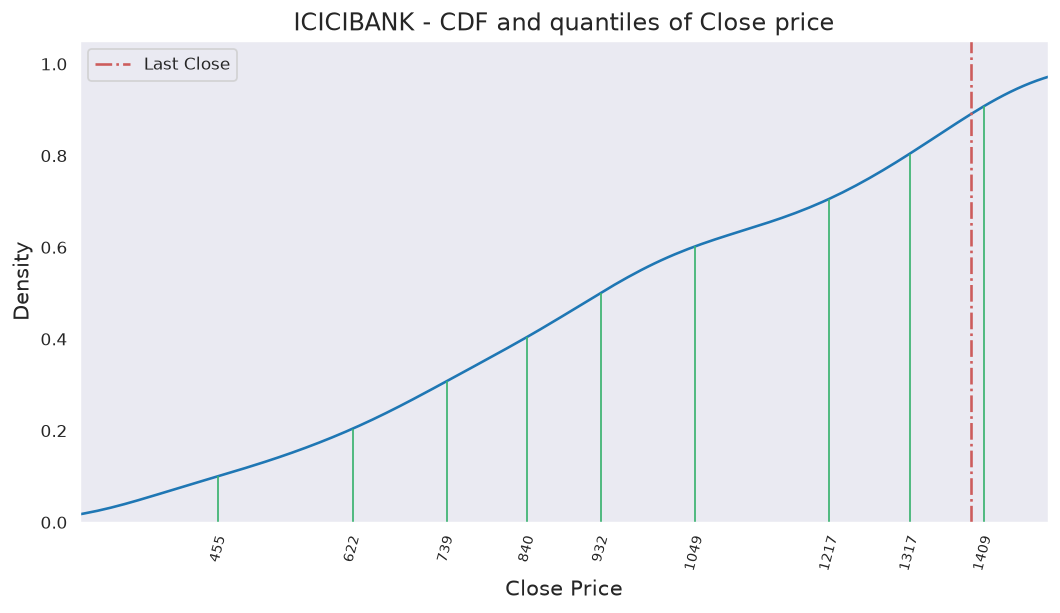 ICICIBANK - CDF and quantiles of Close price
Last Close
Density
1.0
0.8
0.6
0.4
0.2
0.0
455 622 739 840 932 1049 1217 1317 1409
Close Price